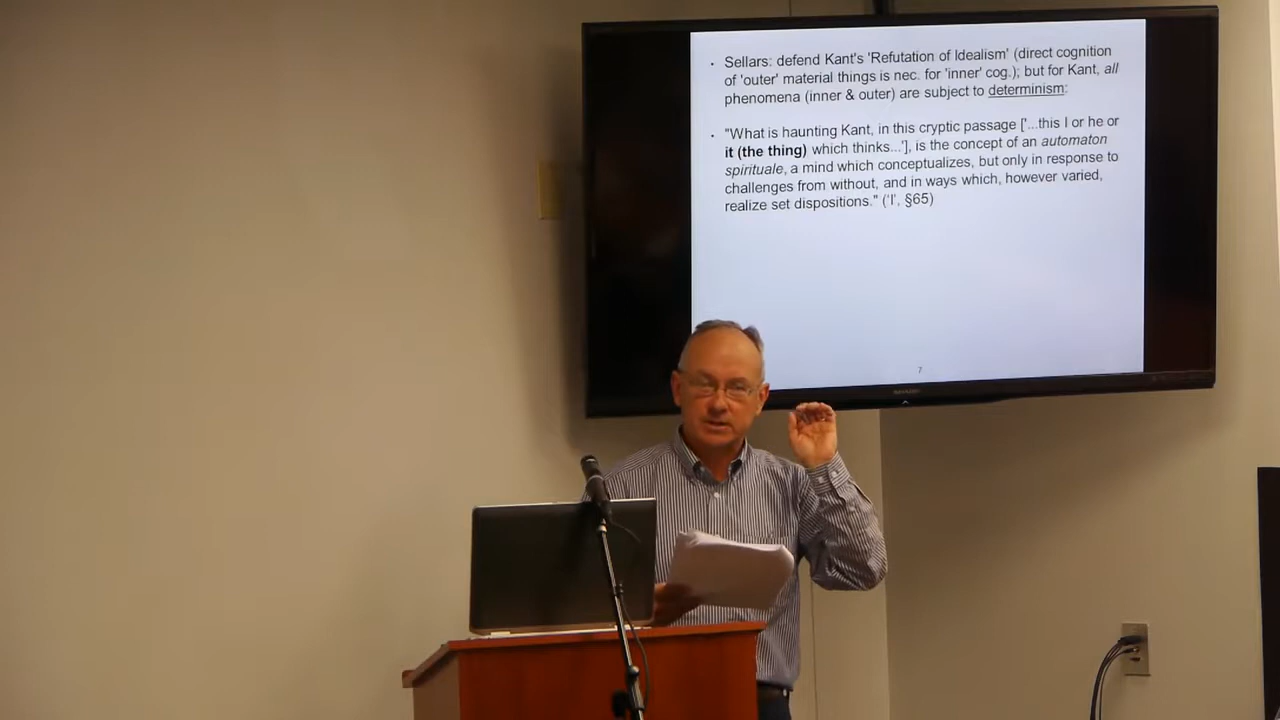 · Sellars: defend Kant's 'Refutation of Idealism' (direct cognition
of 'outer' material things is nec. for 'inner' cog.); but for Kant, all
phenomena (inner & outer) are subject to determinism:
· "What is haunting Kant, in this cryptic passage ['...this I or he or
it (the thing) which thinks...'], is the concept of an automaton
spirituale, a mind which conceptualizes, but only in response to
challenges from without, and in ways which, however varied,
realize set dispositions." ('I', §65)
7